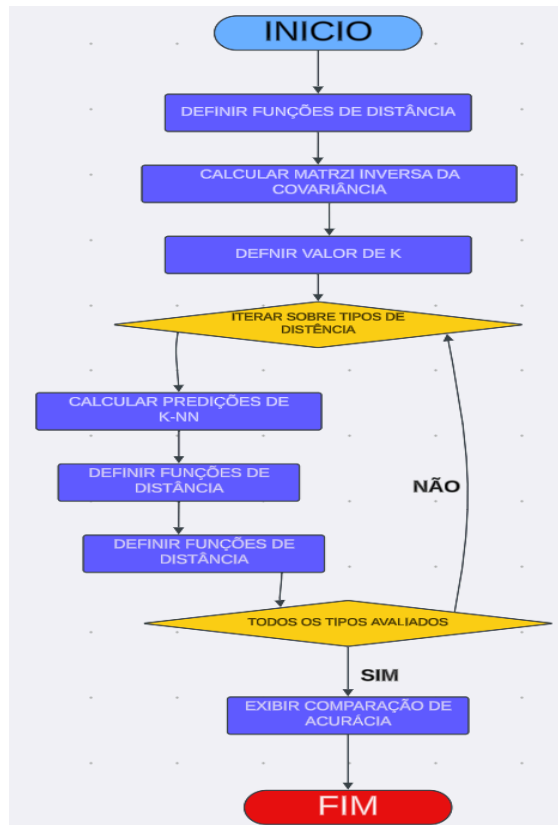 INICIO
DEFINIR FUNÇÕES DE DISTÂNCIA
CALCULAR MATRZI INVERSA DA
COVARIÂNCIA
DEFNIR VALOR DE K
ITERAR SOBRE TIPOS DE
DISTÊNCIA
CALCULAR PREDIÇÕES DE
K-NN
DEFINIR FUNÇÕES DE
DISTÂNCIA
NÃO
DEFINIR FUNÇÕES DE
DISTÂNCIA
TODOS OS TIPOS AVALIADOS
SIM
EXIBIR COMPARAÇÃO DE
ACURÁCIA
FIM